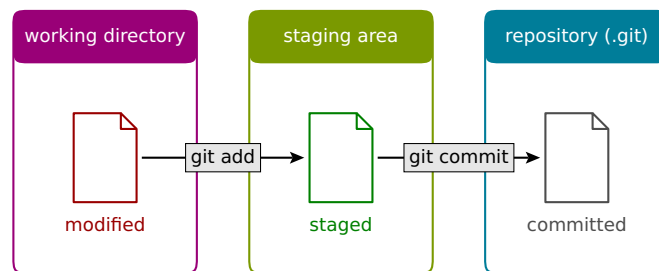 working directory
staging area
repository (.git)
git add
git commit
modified
staged
committed